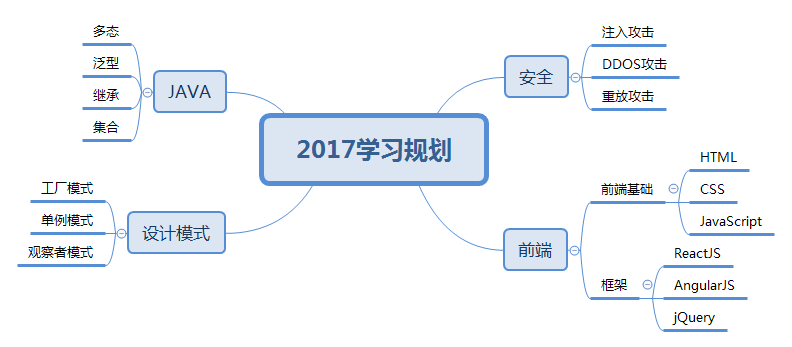 2017学习规划
JAVA
多态
泛型
继承
集合
设计模式
工厂模式
单例模式
观察者模式
安全
注入攻击
DDOS攻击
重放攻击
前端
前端基础
HTML
CSS
JavaScript
框架
ReactJS
AngularJS
jQuery